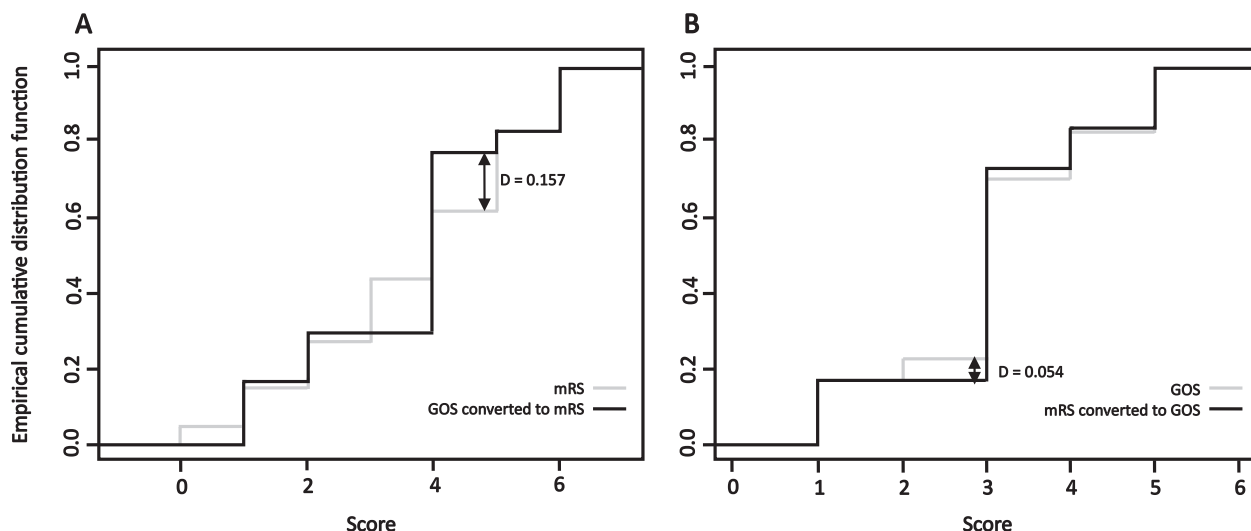 A
B
Empirical cumulative distribution function
1.0
0.8
0.6
0.4
0.2
0.0
D = 0.157
mRS
GOS converted to mRS
0 2 4 6
Score
1.0
0.8
0.6
0.4
0.2
0.0
D = 0.054
GOS
mRS converted to GOS
0 1 2 3 4 5 6
Score